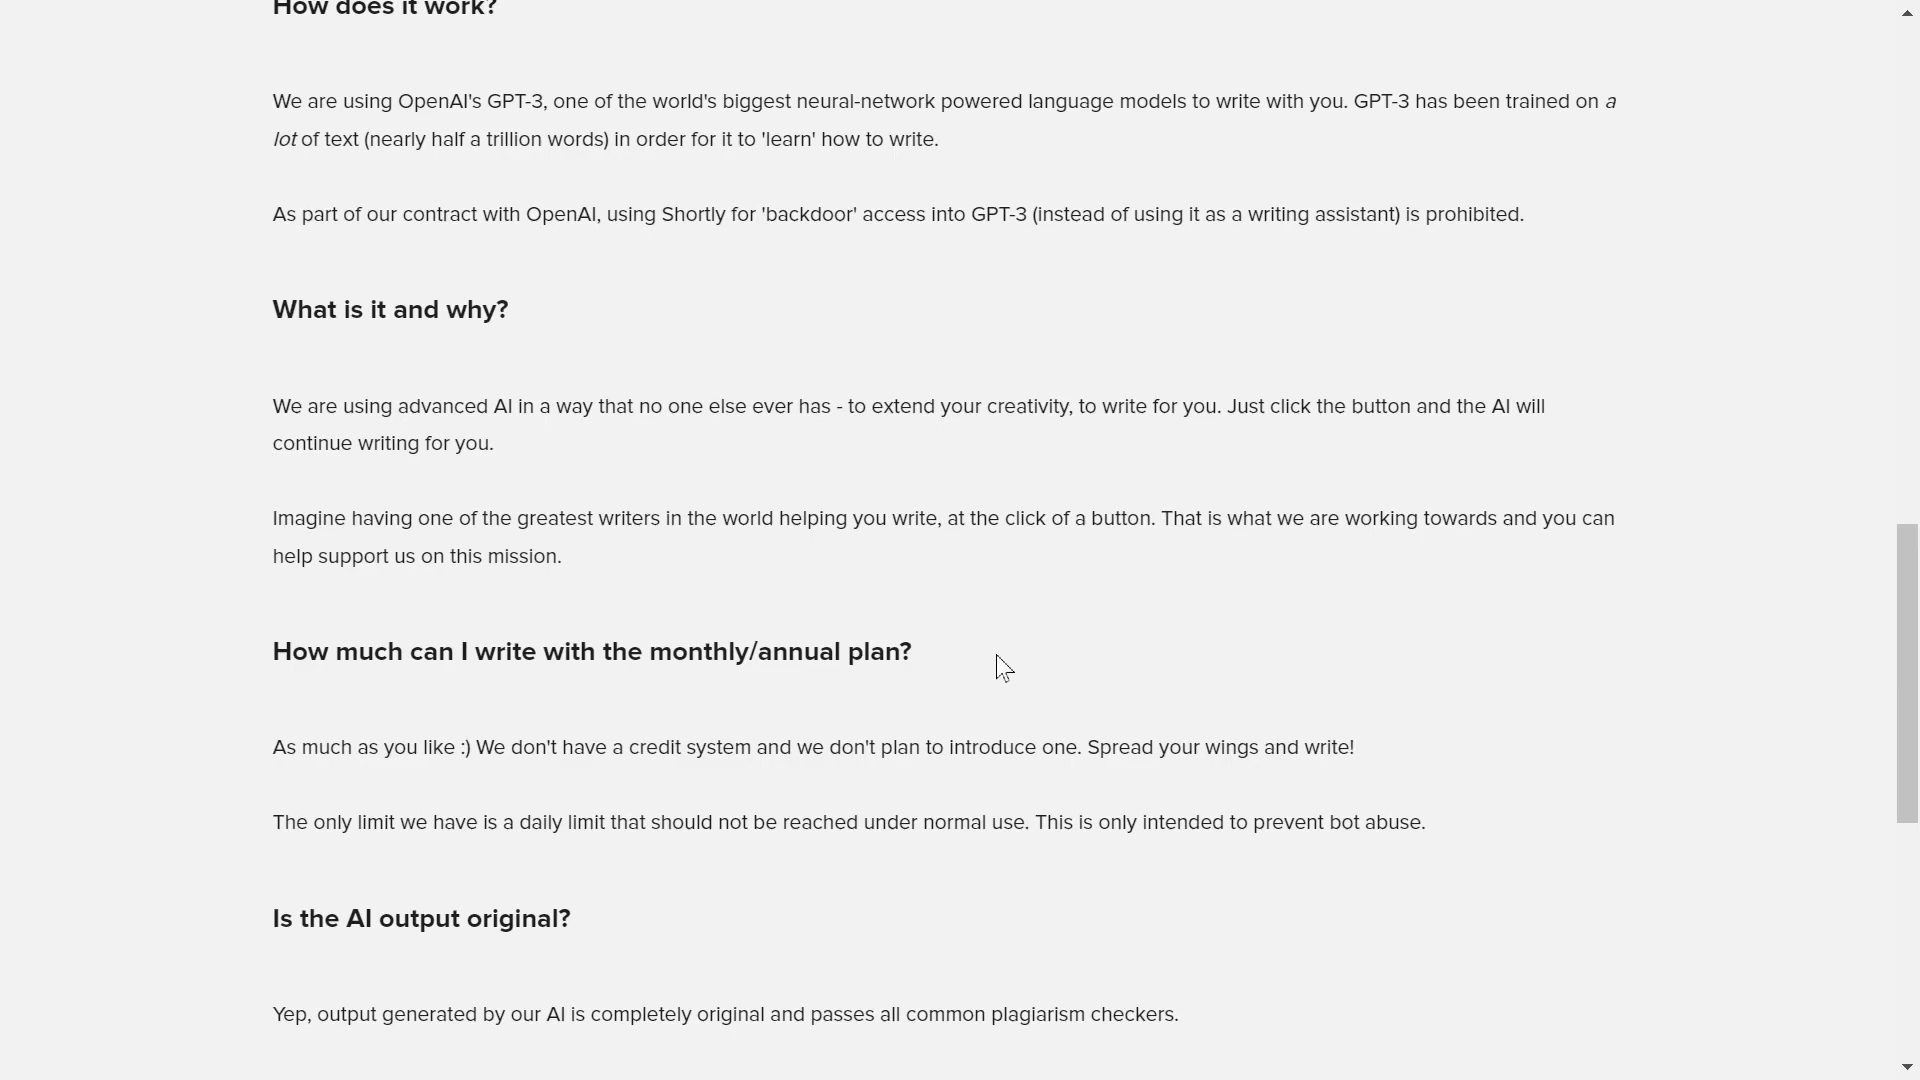 How does it work?
We are using OpenAI's GPT-3, one of the world's biggest neural-network powered language models to write with you. GPT-3 has been trained on a
lot of text (nearly half a trillion words) in order for it to 'learn' how to write.
As part of our contract with OpenAI, using Shortly for 'backdoor' access into GPT-3 (instead of using it as a writing assistant) is prohibited.
What is it and why?
We are using advanced AI in a way that no one else ever has - to extend your creativity, to write for you. Just click the button and the AI will
continue writing for you.
Imagine having one of the greatest writers in the world helping you write, at the click of a button. That is what we are working towards and you can
help support us on this mission.
How much can I write with the monthly/annual plan?
As much as you like :) We don't have a credit system and we don't plan to introduce one. Spread your wings and write!
The only limit we have is a daily limit that should not be reached under normal use. This is only intended to prevent bot abuse.
Is the AI output original?
Yep, output generated by our AI is completely original and passes all common plagiarism checkers.